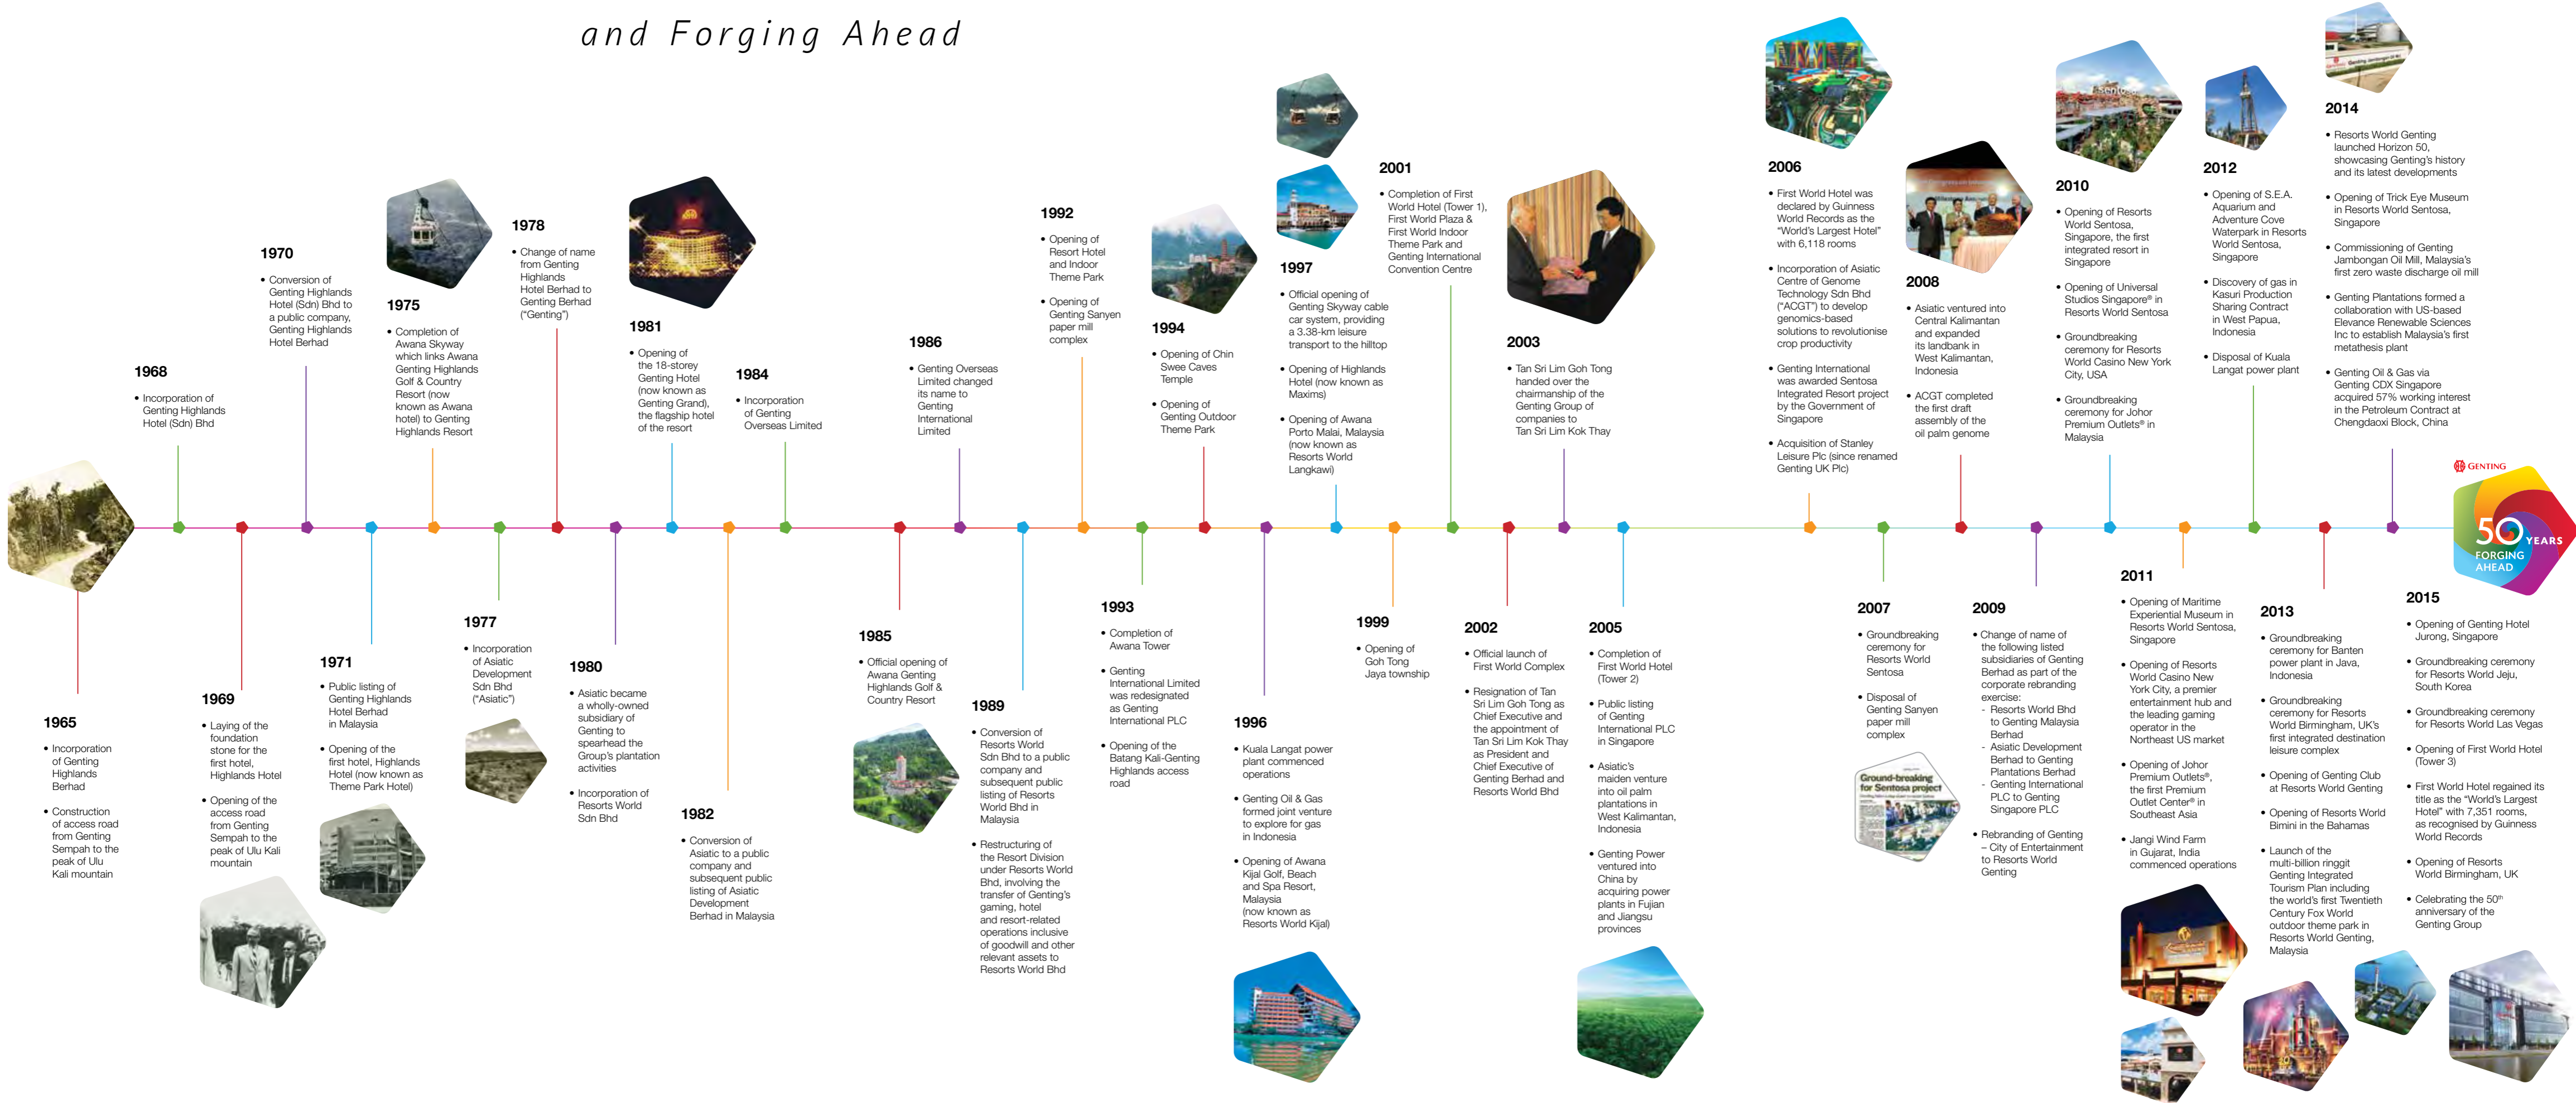 and Forging Ahead
1965
• Incorporation
of Genting
Highlands
Berhad
• Construction
of access road
from Genting
Sempah to the
peak of Ulu
Kali mountain
1968
• Incorporation of
Genting Highlands
Hotel (Sdn) Bhd
1969
• Laying of the
foundation
stone for the
first hotel,
Highlands Hotel
• Opening of the
access road
from Genting
Sempah to the
peak of Ulu Kali
mountain
1970
• Conversion of
Genting Highlands
Hotel (Sdn) Bhd to
a public company,
Genting Highlands
Hotel Berhad
1971
• Public listing of
Genting Highlands
Hotel Berhad
in Malaysia
• Opening of the
first hotel, Highlands
Hotel (now known as
Theme Park Hotel)
1975
• Completion of
Awana Skyway
which links Awana
Genting Highlands
Golf & Country
Resort (now
known as Awana
hotel) to Genting
Highlands Resort
1977
• Incorporation
of Asiatic
Development
Sdn Bhd
("Asiatic")
1978
• Change of name
from Genting
Highlands
Hotel Berhad to
Genting Berhad
("Genting")
1980
• Asiatic became
a wholly-owned
subsidiary of
Genting to
spearhead the
Group's plantation
activities
• Incorporation of
Resorts World
Sdn Bhd
1981
• Opening of
the 18-storey
Genting Hotel
(now known as
Genting Grand),
the flagship hotel
of the resort
1982
• Conversion of
Asiatic to a public
company and
subsequent public
listing of Asiatic
Development
Berhad in Malaysia
1984
• Incorporation
of Genting
Overseas Limited
1985
• Official opening of
Awana Genting
Highlands Golf &
Country Resort
1986
• Genting Overseas
Limited changed
its name to
Genting
International
Limited
1989
• Conversion of
Resorts World
Sdn Bhd to a public
company and
subsequent public
listing of Resorts
World Bhd in
Malaysia
• Restructuring of
the Resort Division
under Resorts World
Bhd, involving the
transfer of Genting's
gaming, hotel
and resort-related
operations inclusive
of goodwill and other
relevant assets to
Resorts World Bhd
1992
• Opening of
Resort Hotel
and Indoor
Theme Park
• Opening of
Genting Sanyen
paper mill
complex
1993
• Completion of
Awana Tower
• Genting
International Limited
was redesignated
as Genting
International PLC
• Opening of the
Batang Kali-Genting
Highlands access
road
1994
• Opening of Chin
Swee Caves
Temple
• Opening of
Genting Outdoor
Theme Park
1996
• Kuala Langat power
plant commenced
operations
• Genting Oil & Gas
formed joint venture
to explore for gas
in Indonesia
• Opening of Awana
Kijal Golf, Beach
and Spa Resort,
Malaysia
(now known as
Resorts World Kijal)
1997
• Official opening of
Genting Skyway cable
car system, providing
a 3.38-km leisure
transport to the hilltop
• Opening of Highlands
Hotel (now known as
Maxims)
• Opening of Awana
Porto Malai, Malaysia
(now known as
Resorts World
Langkawi)
1999
• Opening of
Goh Tong
Jaya township
2001
• Completion of First
World Hotel (Tower 1),
First World Plaza &
First World Indoor
Theme Park and
Genting International
Convention Centre
2002
• Official launch of
First World Complex
• Resignation of Tan
Sri Lim Goh Tong as
Chief Executive and
the appointment of
Tan Sri Lim Kok Thay
as President and
Chief Executive of
Genting Berhad and
Resorts World Bhd
2003
• Tan Sri Lim Goh Tong
handed over the
chairmanship of the
Genting Group of
companies to
Tan Sri Lim Kok Thay
2005
• Completion of
First World Hotel
(Tower 2)
• Public listing
of Genting
International PLC
in Singapore
• Asiatic's
maiden venture
into oil palm
plantations in
West Kalimantan,
Indonesia
• Genting Power
ventured into
China by
acquiring power
plants in Fujian
and Jiangsu
provinces
2006
• First World Hotel was
declared by Guinness
World Records as the
"World's Largest Hotel"
with 6,118 rooms
• Incorporation of Asiatic
Centre of Genome
Technology Sdn Bhd
("ACGT") to develop
genomics-based
solutions to revolutionise
crop productivity
• Genting International
was awarded Sentosa
Integrated Resort project
by the Government of
Singapore
• Acquisition of Stanley
Leisure Plc (since renamed
Genting UK Plc)
2007
• Groundbreaking
ceremony for
Resorts World
Sentosa
• Disposal of
Genting Sanyen
paper mill
complex
Ground-breaking
for Sentosa project
2008
• Asiatic ventured into
Central Kalimantan
and expanded
its landbank in
West Kalimantan,
Indonesia
• ACGT completed
the first draft
assembly of the
oil palm genome
2009
• Change of name of
the following listed
subsidiaries of Genting
Berhad as part of the
corporate rebranding
exercise:
- Resorts World Bhd
to Genting Malaysia
Berhad
- Asiatic Development
Berhad to Genting
Plantations Berhad
- Genting International
PLC to Genting
Singapore PLC
• Rebranding of Genting
– City of Entertainment
to Resorts World
Genting
2010
• Opening of Resorts
World Sentosa,
Singapore, the first
integrated resort in
Singapore
• Opening of Universal
Studios Singapore® in
Resorts World Sentosa
• Groundbreaking
ceremony for Resorts
World Casino New York
City, USA
• Groundbreaking
ceremony for Johor
Premium Outlets® in
Malaysia
2011
• Opening of Maritime
Experiential Museum in
Resorts World Sentosa,
Singapore
• Opening of Resorts
World Casino New
York City, a premier
entertainment hub and
the leading gaming
operator in the
Northeast US market
• Opening of Johor
Premium Outlets®,
the first Premium
Outlet Center® in
Southeast Asia
• Jangi Wind Farm
in Gujarat, India
commenced operations
2012
• Opening of S.E.A.
Aquarium and
Adventure Cove
Waterpark in Resorts
World Sentosa,
Singapore
• Discovery of gas in
Kasuri Production
Sharing Contract
in West Papua,
Indonesia
• Disposal of Kuala
Langat power plant
2013
• Groundbreaking
ceremony for Banten
power plant in Java,
Indonesia
• Groundbreaking
ceremony for Resorts
World Birmingham, UK's
first integrated destination
leisure complex
• Opening of Genting Club
at Resorts World Genting
• Opening of Resorts World
Bimini in the Bahamas
• Launch of the
multi-billion ringgit
Genting Integrated
Tourism Plan including
the world's first Twentieth
Century Fox World
outdoor theme park in
Resorts World Genting,
Malaysia
2014
• Resorts World Genting
launched Horizon 50,
showcasing Genting's history
and its latest developments
• Opening of Trick Eye Museum
in Resorts World Sentosa,
Singapore
• Commissioning of Genting
Jambongan Oil Mill, Malaysia's
first zero waste discharge oil mill
• Genting Plantations formed a
collaboration with US-based
Elevance Renewable Sciences
Inc to establish Malaysia's first
metathesis plant
• Genting Oil & Gas via
Genting CDX Singapore
acquired 57% working interest
in the Petroleum Contract at
Chengdaoxi Block, China
GENTING
50 YEARS
FORGING
AHEAD
2015
• Opening of Genting Hotel
Jurong, Singapore
• Groundbreaking ceremony
for Resorts World Jeju,
South Korea
• Groundbreaking ceremony
for Resorts World Las Vegas
• Opening of First World Hotel
(Tower 3)
• First World Hotel regained its
title as the "World's Largest
Hotel" with 7,351 rooms,
as recognised by Guinness
World Records
• Opening of Resorts
World Birmingham, UK
• Celebrating the 50th
anniversary of the
Genting Group